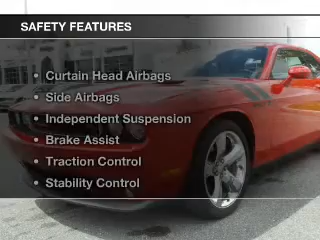 SAFETY FEATURES
• Curtain Head Airbags
• Side Airbags
• Independent Suspension
• Brake Assist
• Traction Control
• Stability Control